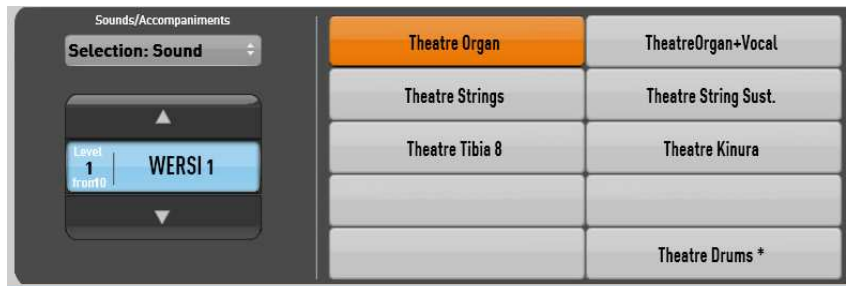 Sounds/Accompaniments
Selection: Sound
Level
1
from10
WERSI 1
Theatre Organ
TheatreOrgan+Vocal
Theatre Strings
Theatre String Sust.
Theatre Tibia 8
Theatre Kinura
Theatre Drums *